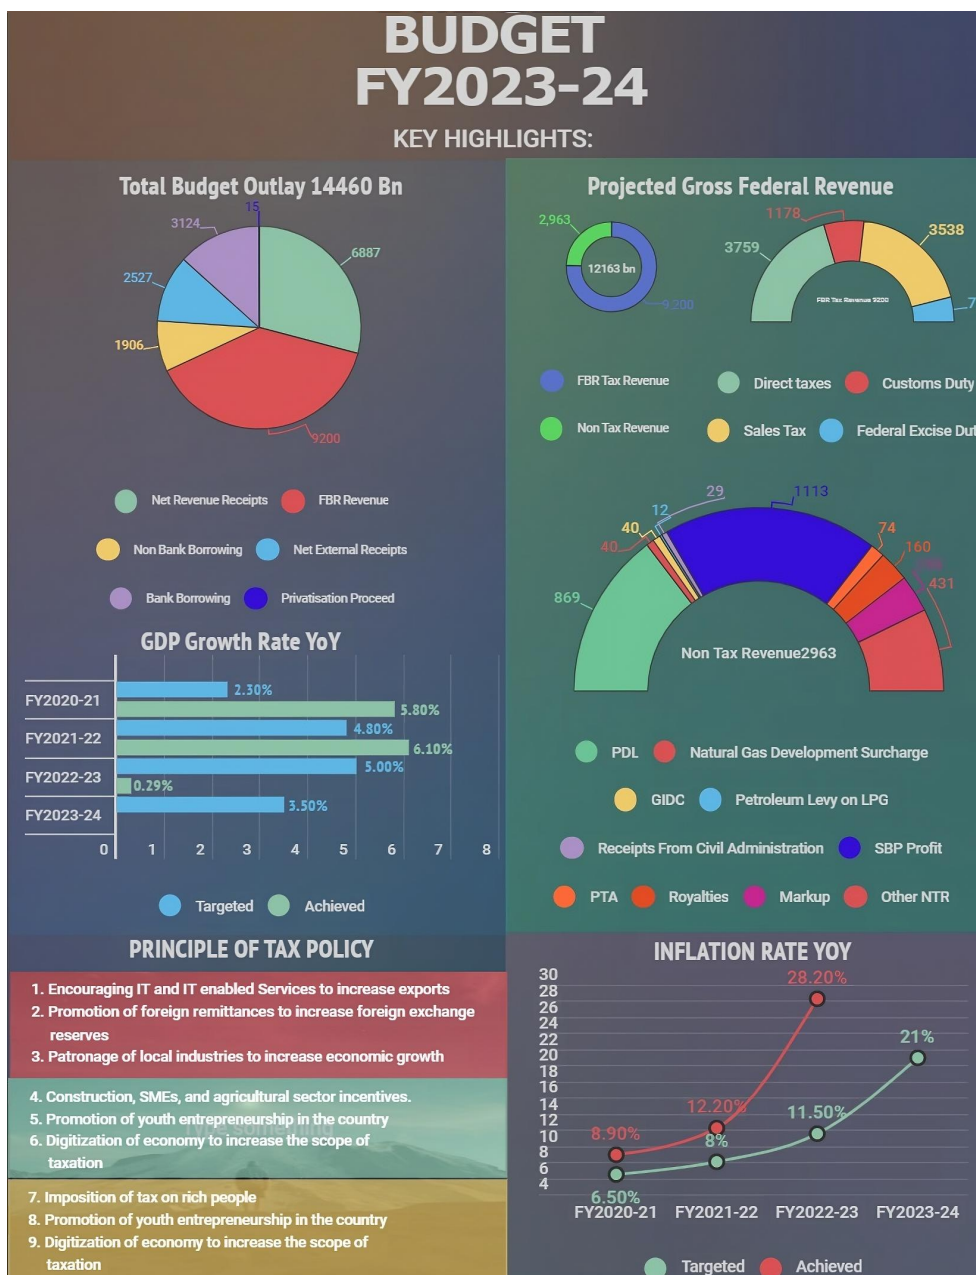 BUDGET
FY2023-24
KEY HIGHLIGHTS:
Total Budget Outlay 14460 Bn
15
3124
6887
2527
1906
9200
Net Revenue Receipts
FBR Revenue
Non Bank Borrowing
Net External Receipts
Bank Borrowing
Privatisation Proceed
Projected Gross Federal Revenue
2,963
12163 bn
9,200
1178
3759
3538
FBR Tax Revenue 9200
7
FBR Tax Revenue
Non Tax Revenue
Direct taxes
Customs Duty
Sales Tax
Federal Excise Dut
29
1113
12
40
40
74
160
431
869
Non Tax Revenue2963
PDL
Natural Gas Development Surcharge
GIDC
Petroleum Levy on LPG
Receipts From Civil Administration
SBP Profit
PTA
Royalties
Markup
Other NTR
GDP Growth Rate YoY
FY2020-21
2.30%
5.80%
FY2021-22
4.80%
6.10%
FY2022-23
5.00%
0.29%
FY2023-24
3.50%
0 1 2 3 4 5 6 7 8
Targeted
Achieved
PRINCIPLE OF TAX POLICY
1. Encouraging IT and IT enabled Services to increase exports
2. Promotion of foreign remittances to increase foreign exchange
reserves
3. Patronage of local industries to increase economic growth
4. Construction, SMEs, and agricultural sector incentives.
5. Promotion of youth entrepreneurship in the country
Type something
6. Digitization of economy to increase the scope of
taxation
7. Imposition of tax on rich people
8. Promotion of youth entrepreneurship in the country
9. Digitization of economy to increase the scope of
taxation
INFLATION RATE YOY
30
28
26
24
22
20
18
16
14
12
10
8
6
4
28.20%
21%
12.20%
11.50%
8.90%
8%
6.50%
FY2020-21 FY2021-22 FY2022-23 FY2023-24
Targeted
Achieved